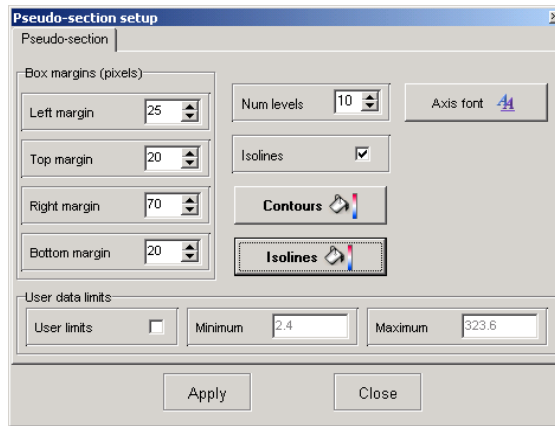 Pseudo-section setup
Pseudo-section
Box margins (pixels)
Left margin 25
Top margin 20
Right margin 70
Bottom margin 20
Num levels 10
Isolines
Contours
Isolines
Axis font
User data limits
User limits
Minimum 2.4
Maximum 323.6
Apply
Close